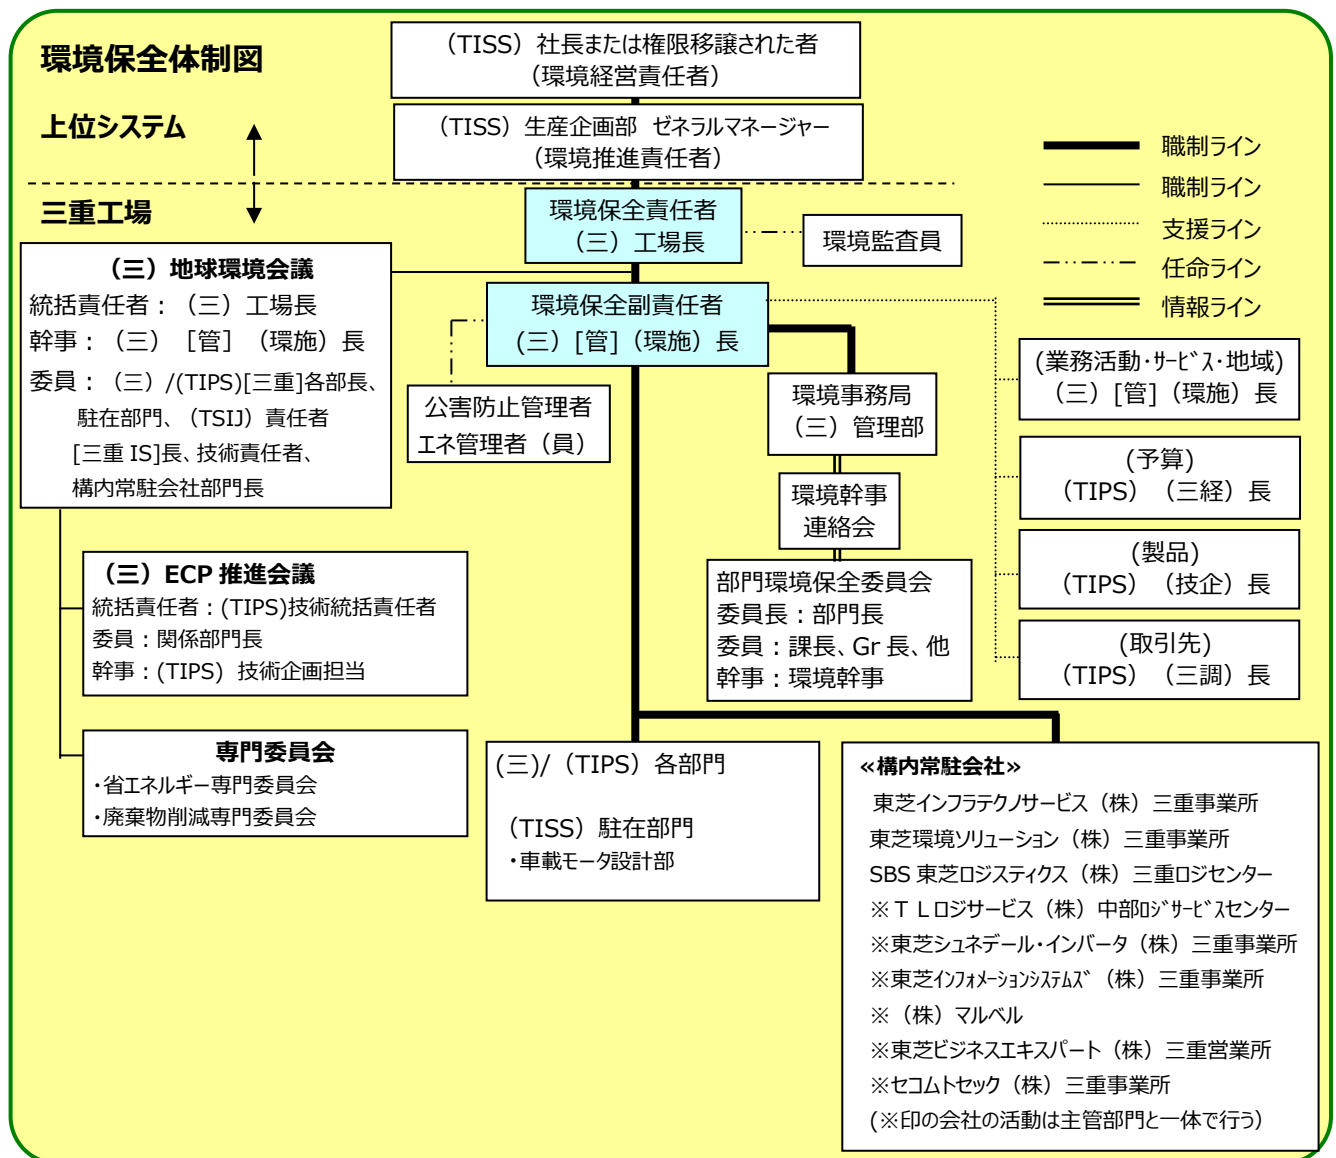 環境保全体制図
(TISS)社長または権限移譲された者
(環境経営責任者)
上位システム
(TISS)生産企画部 ゼネラルマネージャー
(環境推進責任者)
職制ライン
職制ライン
支援ライン
任命ライン
情報ライン
三重工場
環境保全責任者
(三)工場長
環境監査員
(三)地球環境会議
統括責任者:(三)工場長
幹事:(三) [管] (環施)長
委員:(三)/(TIPS)[三重]各部長、
駐在部門、(TSIJ)責任者
[三重 IS]長、技術責任者、
構内常駐会社部門長
環境保全副責任者
(三)[管](環施)長
公害防止管理者
エネ管理者(員)
環境事務局
(三)管理部
環境幹事
連絡会
部門環境保全委員会
委員長:部門長
委員:課長、Gr 長、他
幹事:環境幹事
(業務活動・サービス・地域)
(三)[管](環施)長
(予算)
(TIPS) (三経)長
(製品)
(TIPS) (技企)長
(取引先)
(TIPS) (三調)長
(三)ECP 推進会議
統括責任者:(TIPS)技術統括責任者
委員:関係部門長
幹事:(TIPS) 技術企画担当
専門委員会
・省エネルギー専門委員会
・廃棄物削減専門委員会
(三)/(TIPS)各部門
(TISS)駐在部門
・車載モータ設計部
≪構内常駐会社≫
東芝インフラテクノサービス(株)三重事業所
東芝環境ソリューション(株)三重事業所
SBS 東芝ロジスティクス(株)三重ロジセンター
※TLロジサービス(株)中部ロジサービスセンター
※東芝シュネデール・インバータ(株)三重事業所
※東芝インフォメーションシステムズ(株)三重事業所
※(株)マルベル
※東芝ビジネスエキスパート(株)三重営業所
※セコムトセック(株)三重事業所
(※印の会社の活動は主管部門と一体で行う)